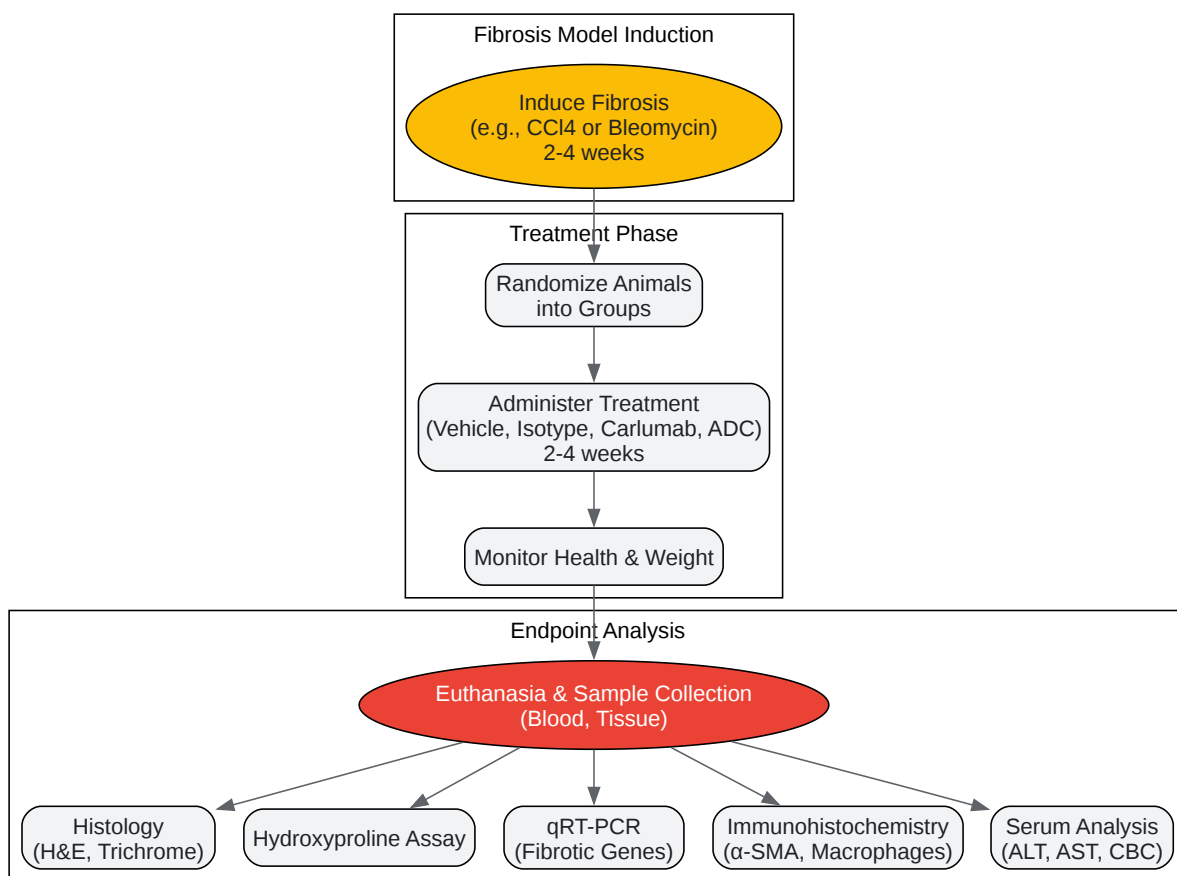 Fibrosis Model Induction
Induce Fibrosis
(e.g., CCl4 or Bleomycin)
2-4 weeks
Treatment Phase
Randomize Animals
into Groups
Administer Treatment
(Vehicle, Isotype, Carlumab, ADC)
2-4 weeks
Monitor Health & Weight
Endpoint Analysis
Euthanasia & Sample Collection
(Blood, Tissue)
Histology
(H&E, Trichrome)
Hydroxyproline Assay
qRT-PCR
(Fibrotic Genes)
Immunohistochemistry
(α-SMA, Macrophages)
Serum Analysis
(ALT, AST, CBC)